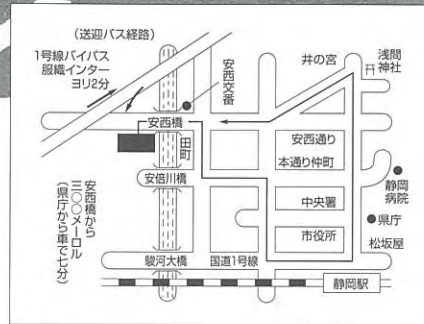 （送迎バス経路）
1号線バイパス
服織インター
ヨリ2分
安西交番
井の宮
浅間
神社
安西橋
田町
安西通り
本通り仲町
安倍川橋
静岡
病院
中央署
県庁
市役所
松坂屋
駿河大橋
国道1号線
静岡駅
安西橋から
三〇〇メーロル
（県庁から車で七分）